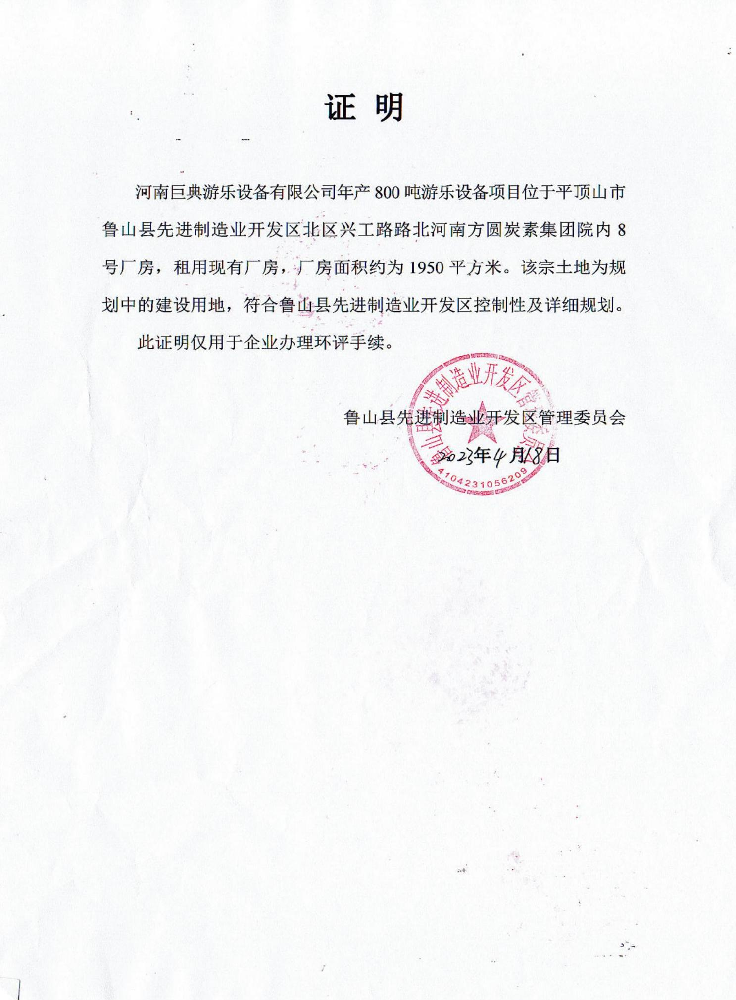 证 明
河南巨典游乐设备有限公司年产 800 吨游乐设备项目位于平顶山市
鲁山县先进制造业开发区北区兴工路路北河南方圆炭素集团院内 8
号厂房，租用现有厂房，厂房面积约为 1950 平方米。该宗土地为规
划中的建设用地，符合鲁山县先进制造业开发区控制性及详细规划。
此证明仅用于企业办理环评手续。
鲁山县先进制造业开发区管理委员会
2023年4月18日
鲁山县先进制造业开发区管理委员会
4104231056209